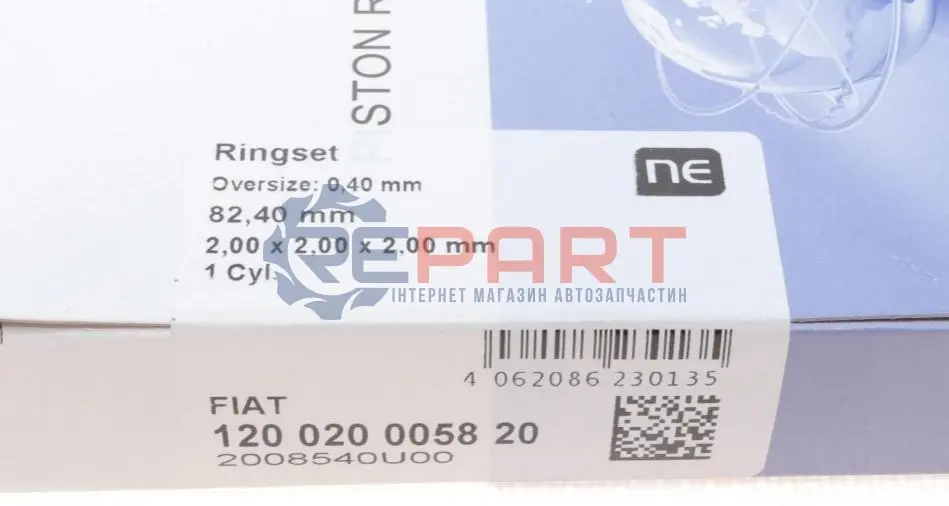 PISTON R
Ringset
NE
Oversize: 0,40 mm
82,40 mm
2,00 x 2,00 x 2,00 mm
1 Cyl.
REPART
ІНТЕРНЕТ МАГАЗИН АВТОЗАПЧАСТИН
4 062086 230135
FIAT
120 020 0058 20
2008540U00